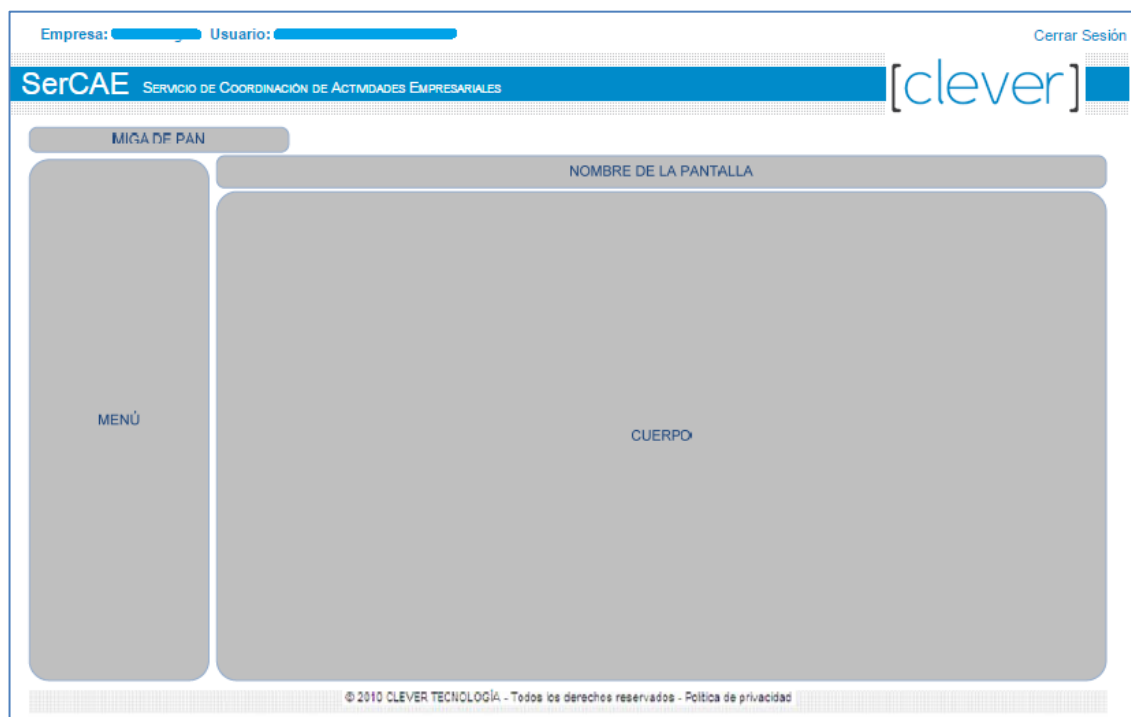 Empresa: Usuario: Cerrar Sesión
SerCAE SERVICIO DE COORDINACIÓN DE ACTIVIDADES EMPRESARIALES [clever]
MIGA DE PAN
NOMBRE DE LA PANTALLA
MENÚ
CUERPO
© 2010 CLEVER TECNOLOGÍA - Todos los derechos reservados - Política de privacidad